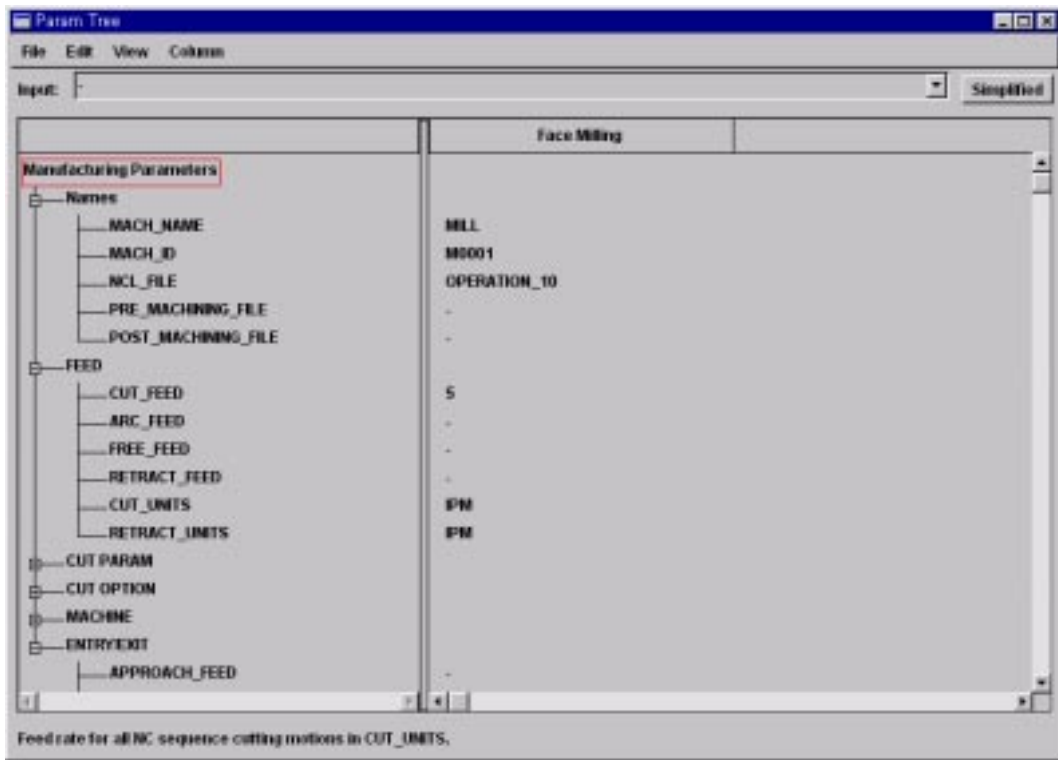 Param Tree
File Edit View Column
Input: - Simplified
Face Milling
Manufacturing Parameters
Names
MACH_NAME MILL
MACH_ID M0001
NCL_FILE OPERATION_10
PRE_MACHINING_FILE -
POST_MACHINING_FILE -
FEED
CUT_FEED 5
ARC_FEED -
FREE_FEED -
RETRACT_FEED -
CUT_UNITS IPM
RETRACT_UNITS IPM
CUT PARAM
CUT OPTION
MACHINE
ENTRY/EXIT
APPROACH_FEED -
Feed rate for all NC sequence cutting motions in CUT_UNITS.